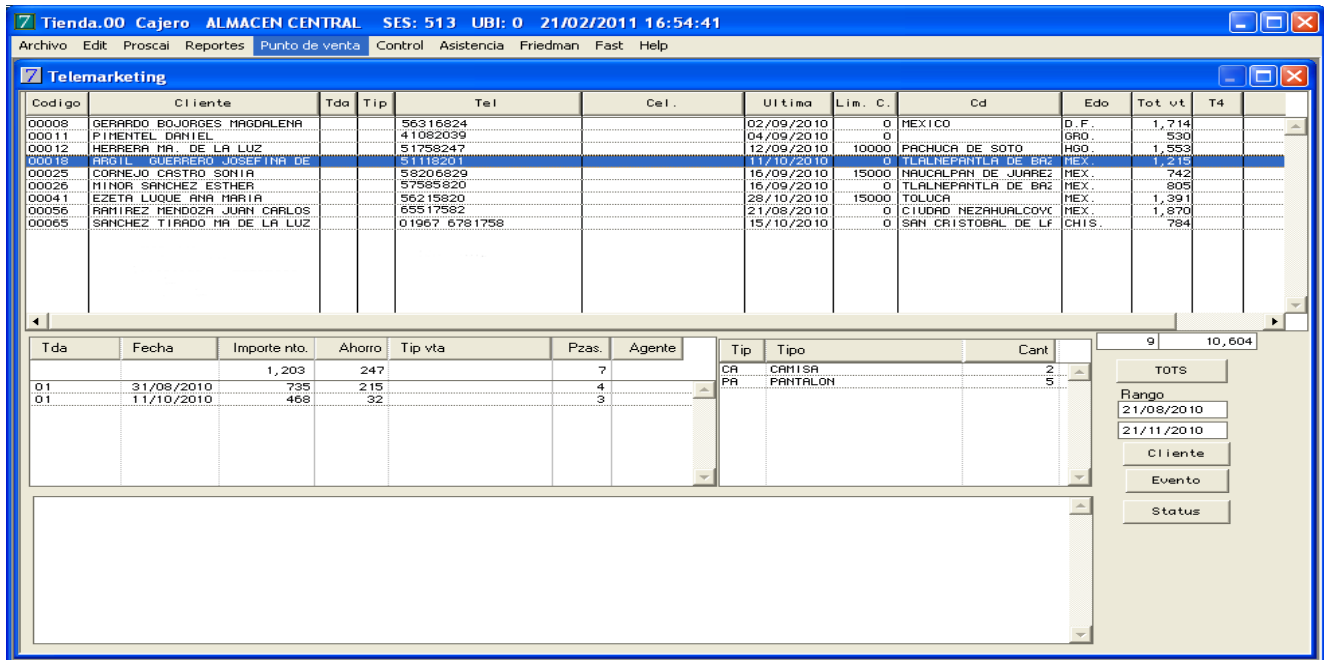 7 Tienda.00 Cajero ALMACEN CENTRAL SES: 513 UBI: 0 21/02/2011 16:54:41
Archivo Edit Proscai Reportes Punto de venta Control Asistencia Friedman Fast Help
7 Telemarketing
Codigo Cliente Tda Tip Tel Cel. Ultima Lim. C. Cd Edo Tot vt T4
00008 GERARDO BOJORGES MAGDALENA 56316824 02/09/2010 0 MEXICO D.F. 1,714
00011 PIMENTEL DANIEL 41082039 04/09/2010 0 GRO. 530
00012 HERRERA MA. DE LA LUZ 51758247 12/09/2010 10000 PACHUCA DE SOTO HGO. 1,553
00018 ARGIL GUERRERO JOSEFINA DE 51118201 11/10/2010 0 TLALNEPANTLA DE BAZ MEX. 1,215
00025 CORNEJO CASTRO SONIA 58206829 16/09/2010 15000 NAUCALPAN DE JUAREZ MEX. 742
00026 MINOR SANCHEZ ESTHER 57585820 16/09/2010 0 TLALNEPANTLA DE BAZ MEX. 805
00041 EZETA LUQUE ANA MARIA 56215820 28/10/2010 15000 TOLUCA MEX. 1,391
00056 RAMIREZ MENDOZA JUAN CARLOS 65517582 21/08/2010 0 CIUDAD NEZAHUALCOYO MEX. 1,870
00065 SANCHEZ TIRADO MA DE LA LUZ 01967 6781758 15/10/2010 0 SAN CRISTOBAL DE LA CHIS. 784
9 10,604
Tda Fecha Importe nto. Ahorro Tip vta Pzas. Agente
1,203 247 7
01 31/08/2010 735 215 4
01 11/10/2010 468 32 3
Tip Tipo Cant
CA CAMISA 2
PA PANTALON 5
TOTS
Rango
21/08/2010
21/11/2010
Cliente
Evento
Status